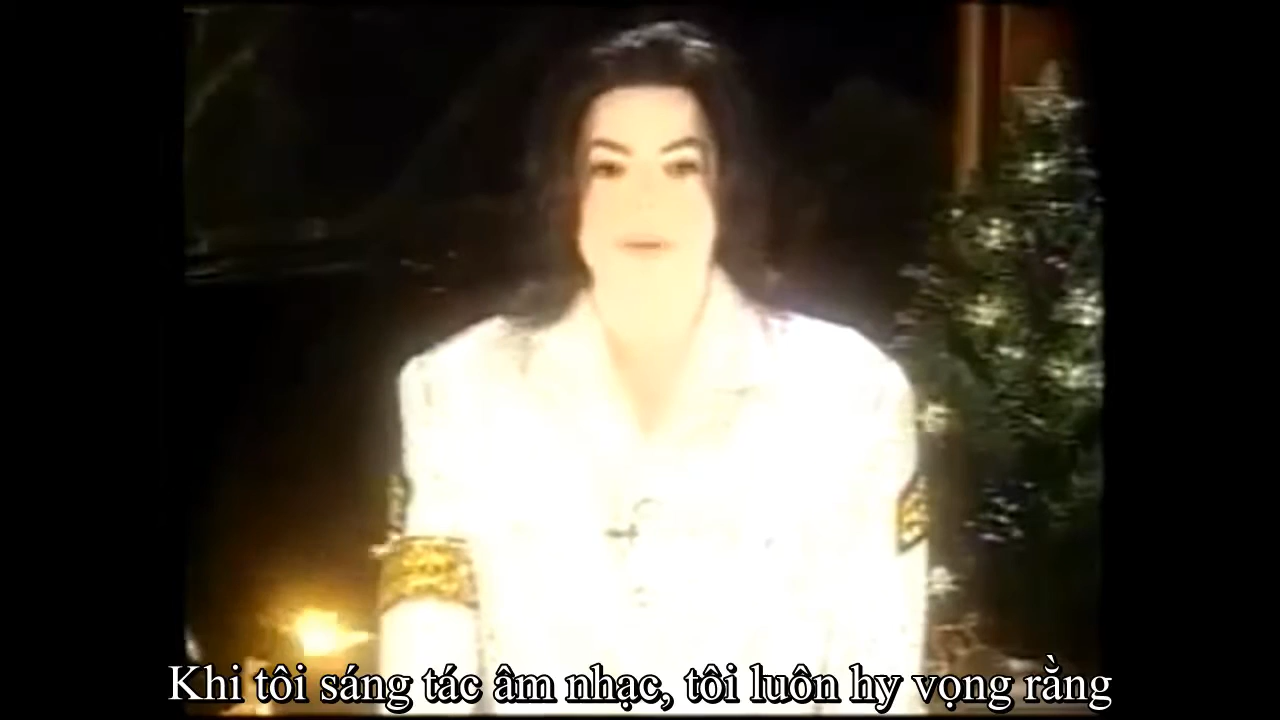 Khi tôi sáng tác âm nhạc, tôi luôn hy vọng rằng